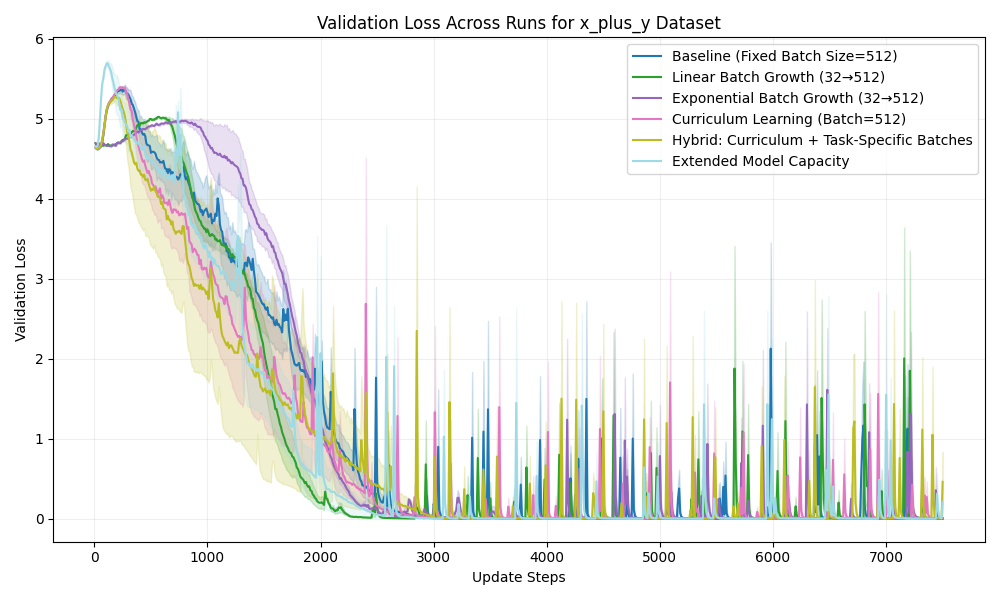 Validation Loss Across Runs for x_plus_y Dataset
Validation Loss
6
5
4
3
2
1
0
Baseline (Fixed Batch Size=512)
Linear Batch Growth (32→512)
Exponential Batch Growth (32→512)
Curriculum Learning (Batch=512)
Hybrid: Curriculum + Task-Specific Batches
Extended Model Capacity
0 1000 2000 3000 4000 5000 6000 7000
Update Steps